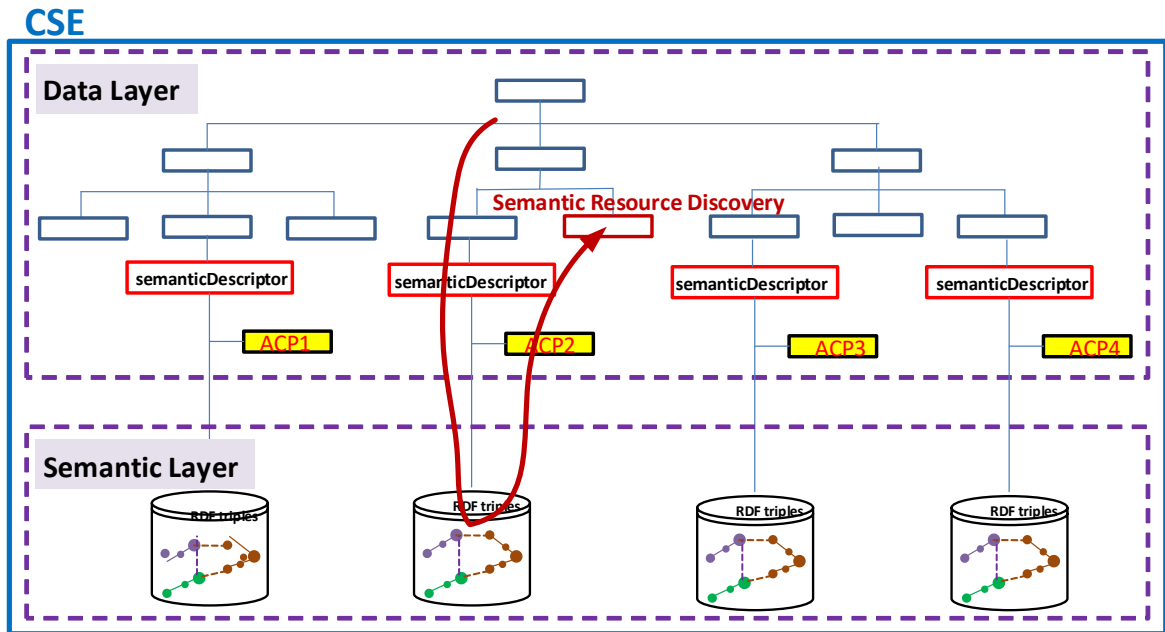 CSE
Data Layer
Semantic Resource Discovery
semanticDescriptor
semanticDescriptor
semanticDescriptor
semanticDescriptor
ACP1
ACP2
ACP3
ACP4
Semantic Layer
RDF triples
RDF triples
RDF triples
RDF triples